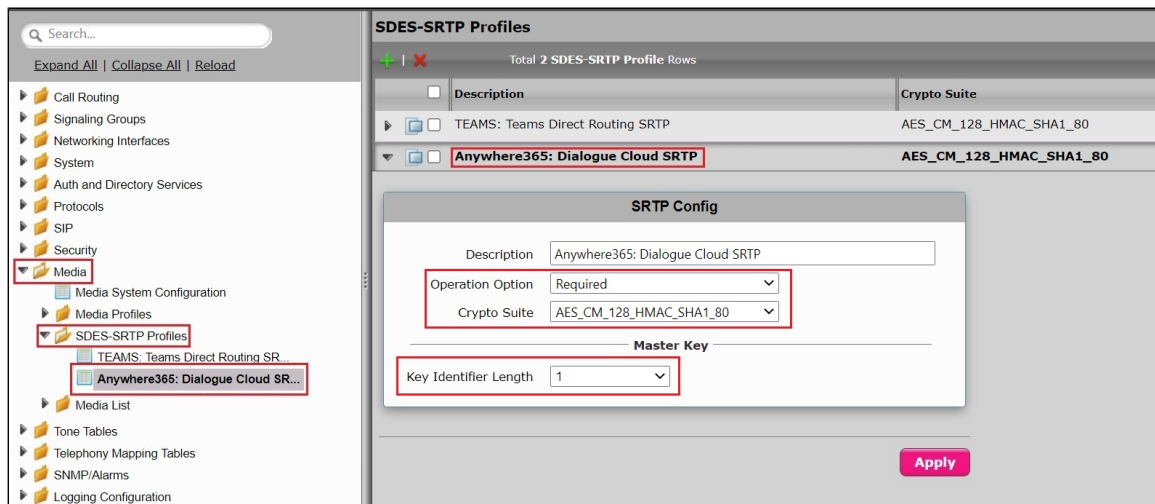 Search...
Expand All | Collapse All | Reload
Call Routing
Signaling Groups
Networking Interfaces
System
Auth and Directory Services
Protocols
SIP
Security
Media
Media System Configuration
Media Profiles
SDES-SRTP Profiles
TEAMS: Teams Direct Routing SR...
Anywhere365: Dialogue Cloud SR...
Media List
Tone Tables
Telephony Mapping Tables
SNMP/Alarms
Logging Configuration
SDES-SRTP Profiles
| Total 2 SDES-SRTP Profile Rows
Description Crypto Suite
TEAMS: Teams Direct Routing SRTP AES_CM_128_HMAC_SHA1_80
Anywhere365: Dialogue Cloud SRTP AES_CM_128_HMAC_SHA1_80
SRTP Config
Description Anywhere365: Dialogue Cloud SRTP
Operation Option Required
Crypto Suite AES_CM_128_HMAC_SHA1_80
Master Key
Key Identifier Length 1
Apply